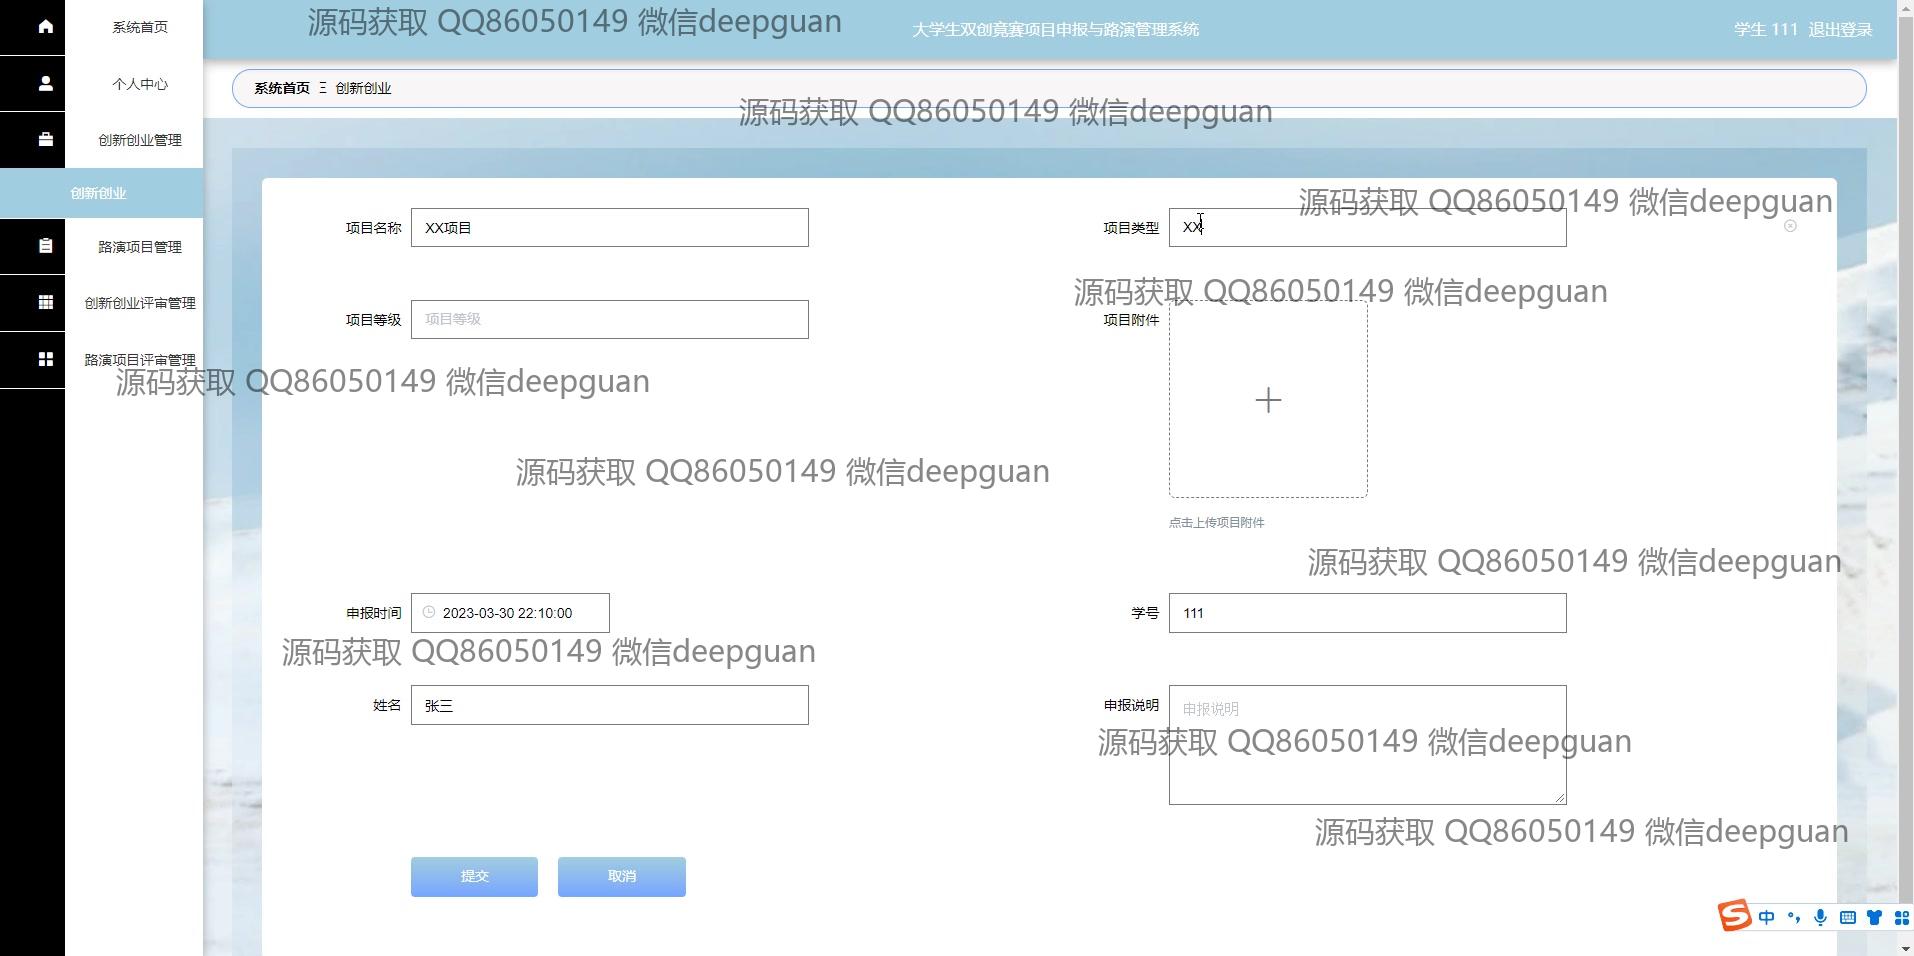 系统首页
个人中心
创新创业管理
创新创业
路演项目管理
创新创业评审管理
路演项目评审管理
源码获取 QQ86050149 微信deepguan
大学生双创竟赛项目申报与路演管理系统
学生 111 退出登录
系统首页 Ξ 创新创业
源码获取 QQ86050149 微信deepguan
源码获取 QQ86050149 微信deepguan
项目名称 XX项目
项目类型 XX
源码获取 QQ86050149 微信deepguan
项目等级 项目等级
项目附件
源码获取 QQ86050149 微信deepguan
源码获取 QQ86050149 微信deepguan
点击上传项目附件
源码获取 QQ86050149 微信deepguan
申报时间 2023-03-30 22:10:00
学号 111
源码获取 QQ86050149 微信deepguan
姓名 张三
申报说明 申报说明
源码获取 QQ86050149 微信deepguan
源码获取 QQ86050149 微信deepguan
提交 取消
S 中